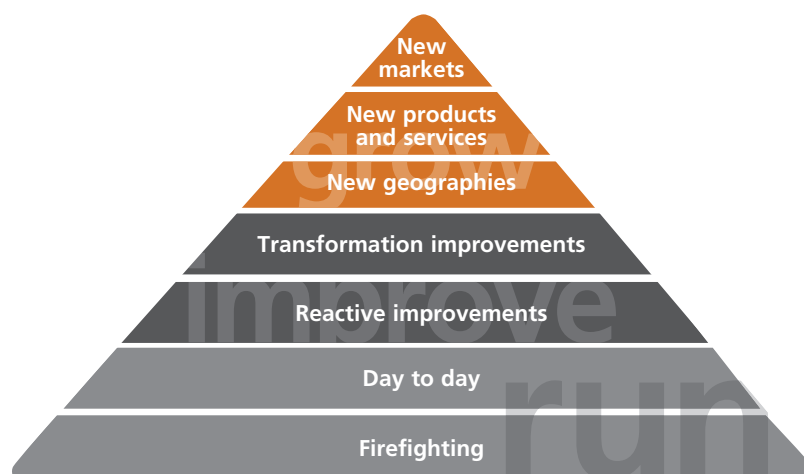 New
markets
New products
and services
grow
New geographies
Transformation improvements
improve
Reactive improvements
Day to day
run
Firefighting